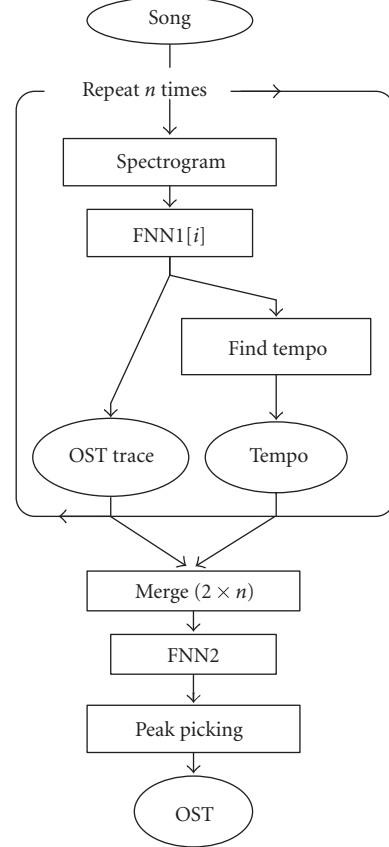 Song
Repeat n times
Spectrogram
FNN1[i]
Find tempo
OST trace
Tempo
Merge (2 × n)
FNN2
Peak picking
OST